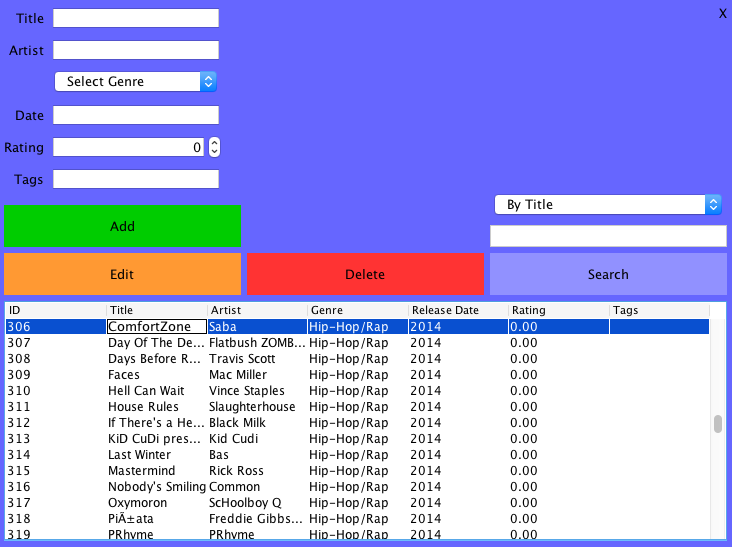 X
Title
Artist
Select Genre
Date
Rating 0
Tags
By Title
Add
Edit Delete Search
ID Title Artist Genre Release Date Rating Tags
306 ComfortZone Saba Hip-Hop/Rap 2014 0.00
307 Day Of The De... Flatbush ZOMB... Hip-Hop/Rap 2014 0.00
308 Days Before R... Travis Scott Hip-Hop/Rap 2014 0.00
309 Faces Mac Miller Hip-Hop/Rap 2014 0.00
310 Hell Can Wait Vince Staples Hip-Hop/Rap 2014 0.00
311 House Rules Slaughterhouse Hip-Hop/Rap 2014 0.00
312 If There's a He... Black Milk Hip-Hop/Rap 2014 0.00
313 KiD CuDi pres... Kid Cudi Hip-Hop/Rap 2014 0.00
314 Last Winter Bas Hip-Hop/Rap 2014 0.00
315 Mastermind Rick Ross Hip-Hop/Rap 2014 0.00
316 Nobody's Smiling Common Hip-Hop/Rap 2014 0.00
317 Oxymoron ScHoolboy Q Hip-Hop/Rap 2014 0.00
318 PiÃ±ata Freddie Gibbs... Hip-Hop/Rap 2014 0.00
319 PRhyme PRhyme Hip-Hop/Rap 2014 0.00